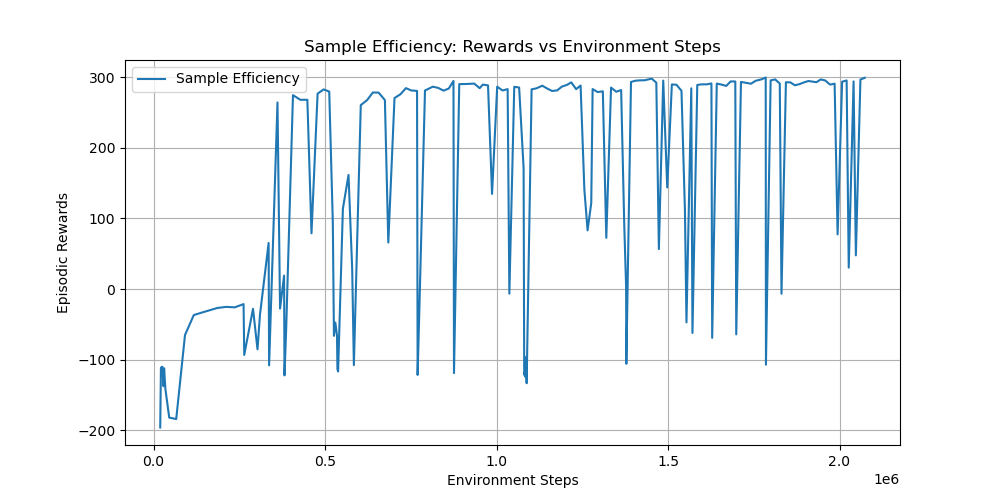 Sample Efficiency: Rewards vs Environment Steps
Sample Efficiency
Episodic Rewards
300
200
100
0
−100
−200
0.0 0.5 1.0 1.5 2.0
1e6
Environment Steps